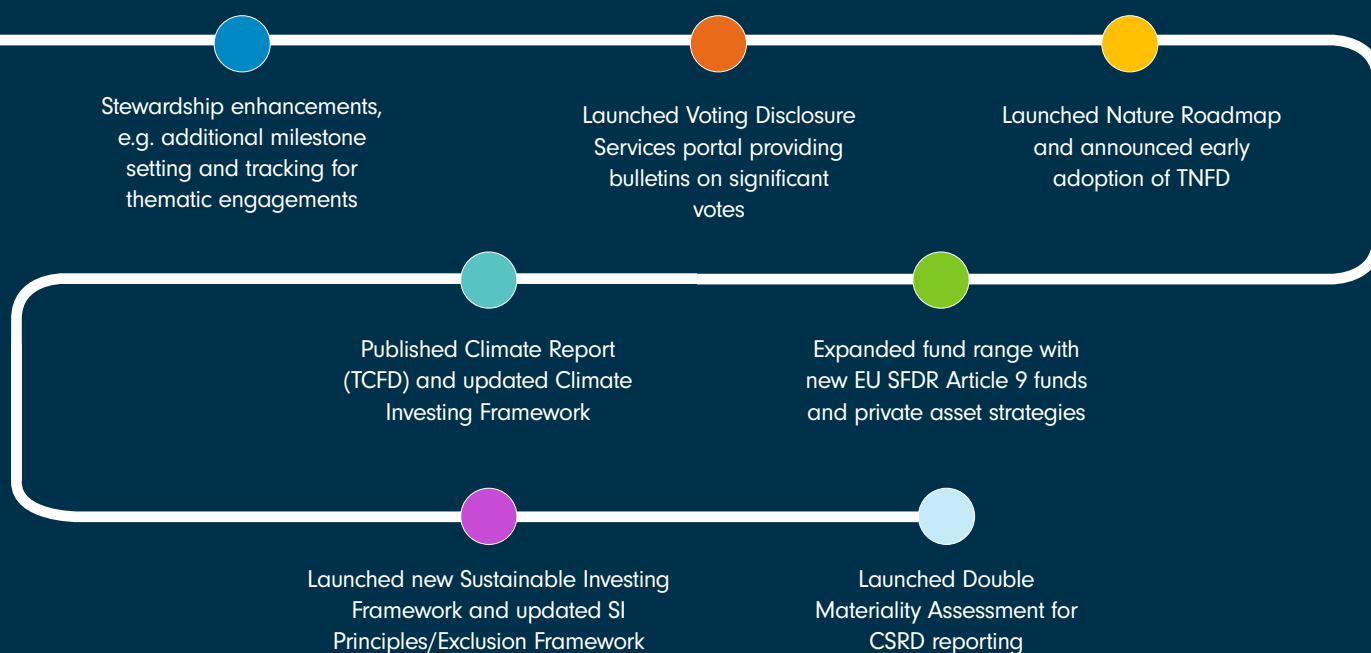 Stewardship enhancements,
e.g. additional milestone
setting and tracking for
thematic engagements
Launched Voting Disclosure
Services portal providing
bulletins on significant
votes
Launched Nature Roadmap
and announced early
adoption of TNFD
Published Climate Report
(TCFD) and updated Climate
Investing Framework
Expanded fund range with
new EU SFDR Article 9 funds
and private asset strategies
Launched new Sustainable Investing
Framework and updated SI
Principles/Exclusion Framework
Launched Double
Materiality Assessment for
CSRD reporting